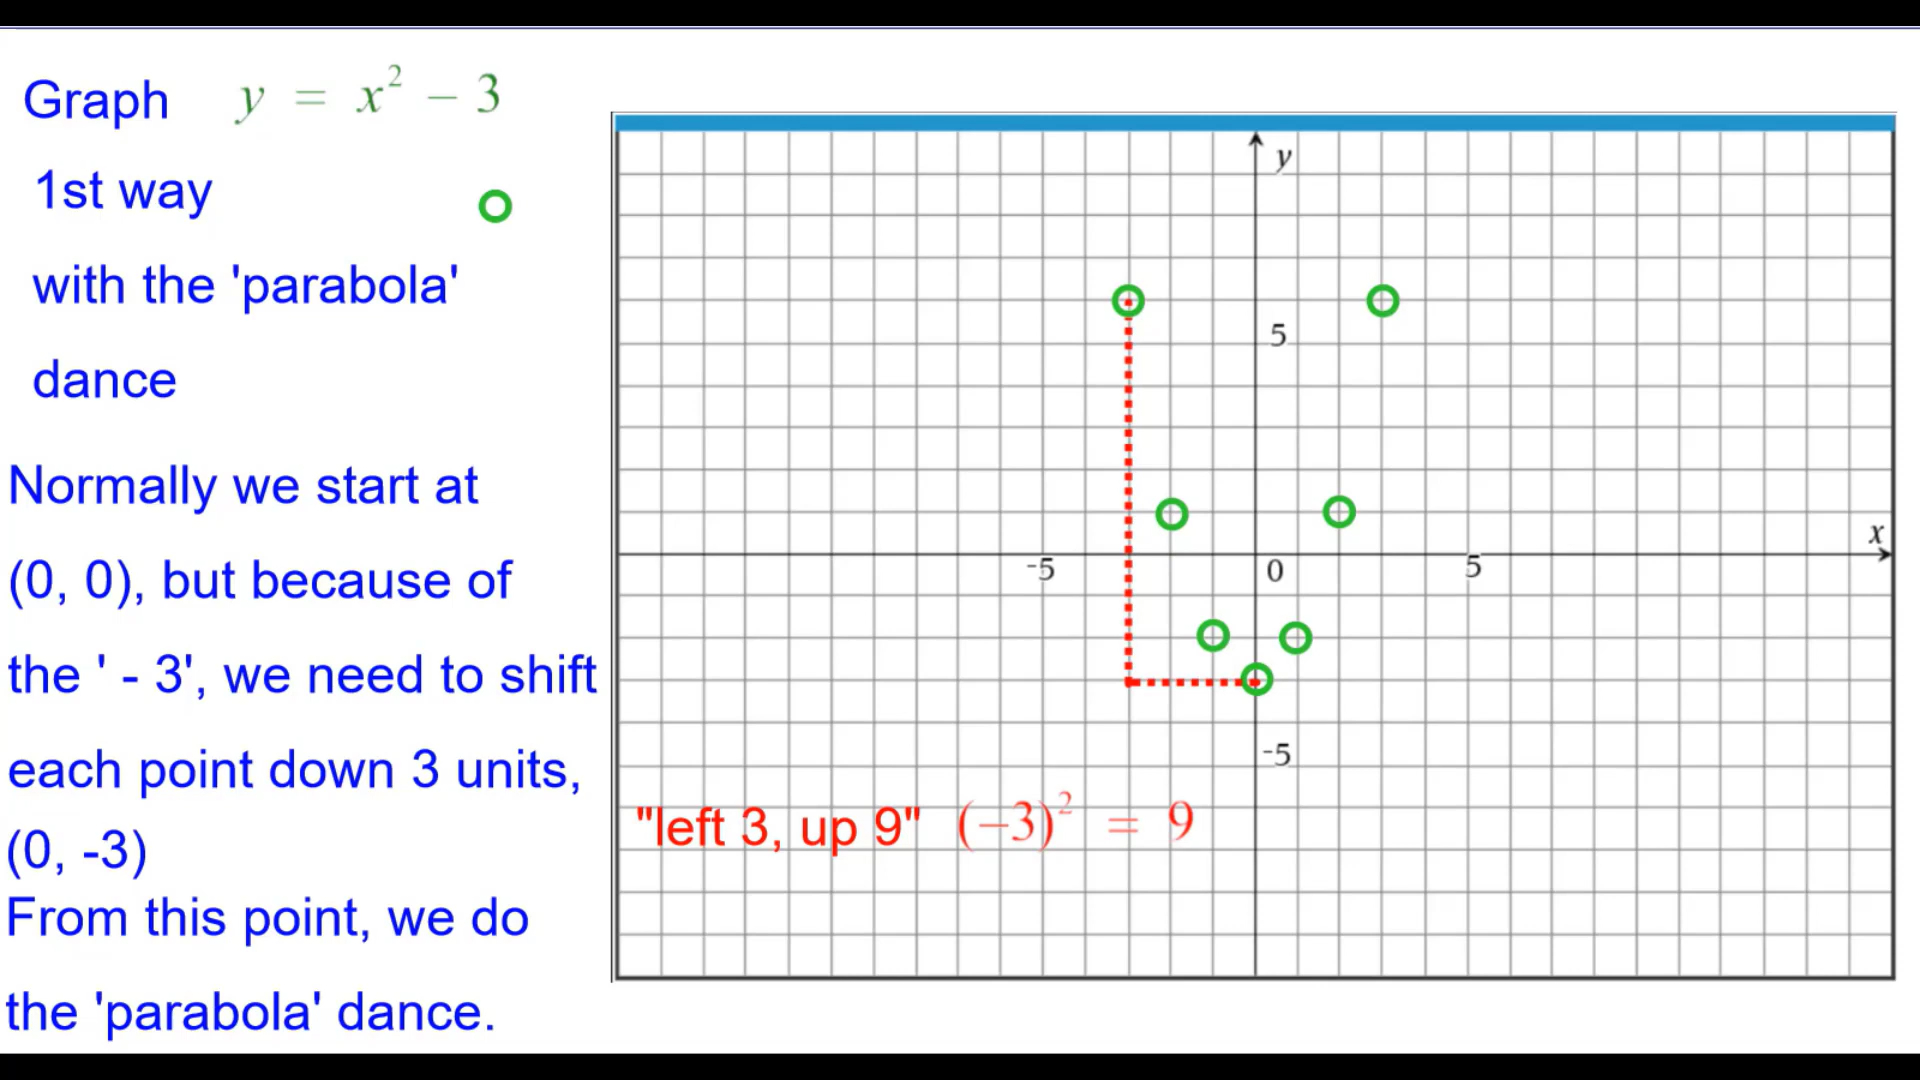 Graph y = x² − 3
1st way
with the 'parabola'
dance
Normally we start at
(0, 0), but because of
the ' - 3', we need to shift
each point down 3 units,
(0, -3)
From this point, we do
the 'parabola' dance.
y
5
x
-5 0 5
-5
"left 3, up 9" (−3)² = 9